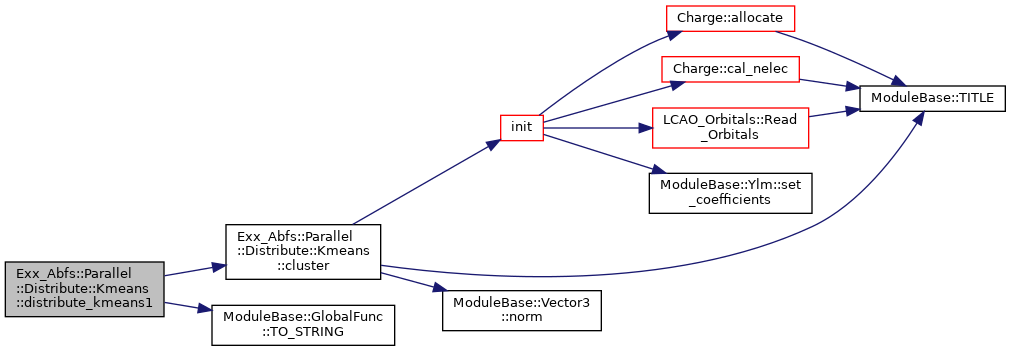 Exx_Abfs::Parallel
::Distribute::Kmeans
::distribute_kmeans1
Exx_Abfs::Parallel
::Distribute::Kmeans
::cluster
ModuleBase::GlobalFunc
::TO_STRING
init
ModuleBase::Vector3
::norm
Charge::allocate
Charge::cal_nelec
LCAO_Orbitals::Read
_Orbitals
ModuleBase::Ylm::set
_coefficients
ModuleBase::TITLE